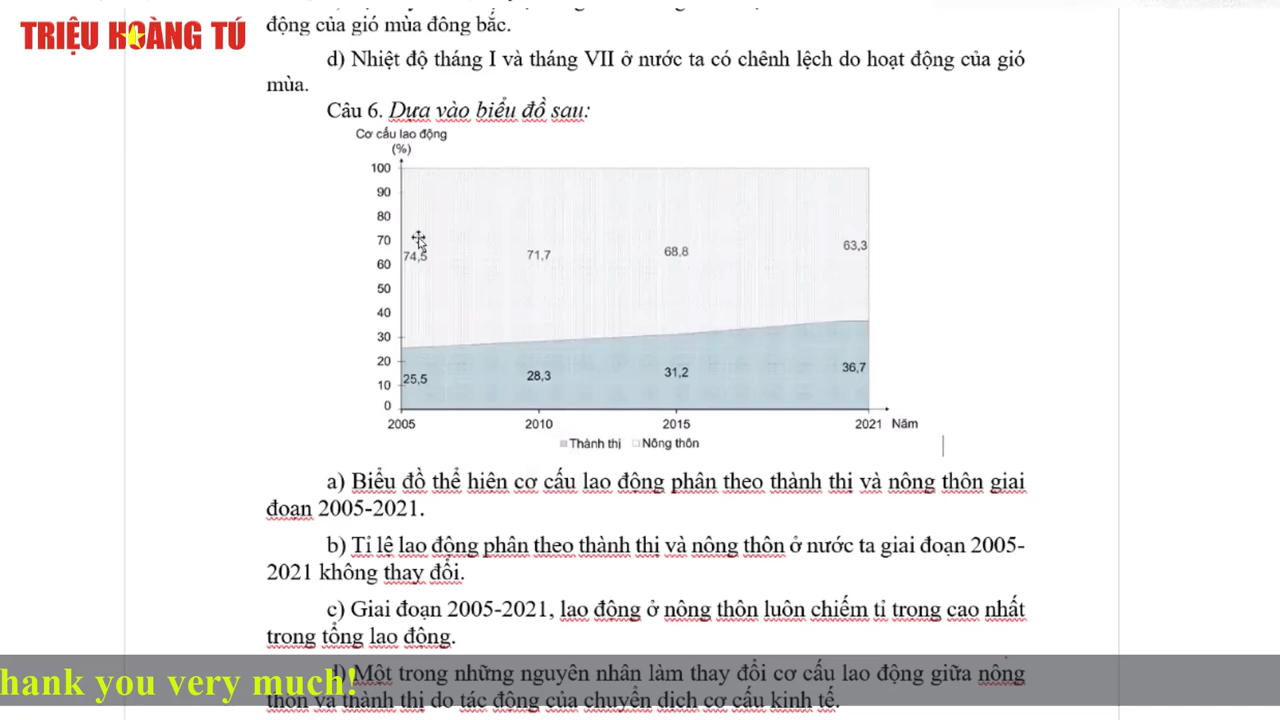 TRIỆU HOÀNG TÚ
động của gió mùa đông bắc.
d) Nhiệt độ tháng I và tháng VII ở nước ta có chênh lệch do hoạt động của gió
mùa.
Câu 6. Dựa vào biểu đồ sau:
Cơ cấu lao động
(%)
100
90
80
70
60
50
40
30
20
10
0
74,5
71,7
68,8
63,3
25,5
28,3
31,2
36,7
2005
2010
2015
2021
Năm
Thành thị
Nông thôn
a) Biểu đồ thể hiện cơ cấu lao động phân theo thành thị và nông thôn giai
đoạn 2005-2021.
b) Tỉ lệ lao động phân theo thành thị và nông thôn ở nước ta giai đoạn 2005-
2021 không thay đổi.
c) Giai đoạn 2005-2021, lao động ở nông thôn luôn chiếm tỉ trong cao nhất
trong tổng lao động.
d) Một trong những nguyên nhân làm thay đổi cơ cấu lao động giữa nông
thôn và thành thị do tác động của chuyển dịch cơ cấu kinh tế.
hank you very much!